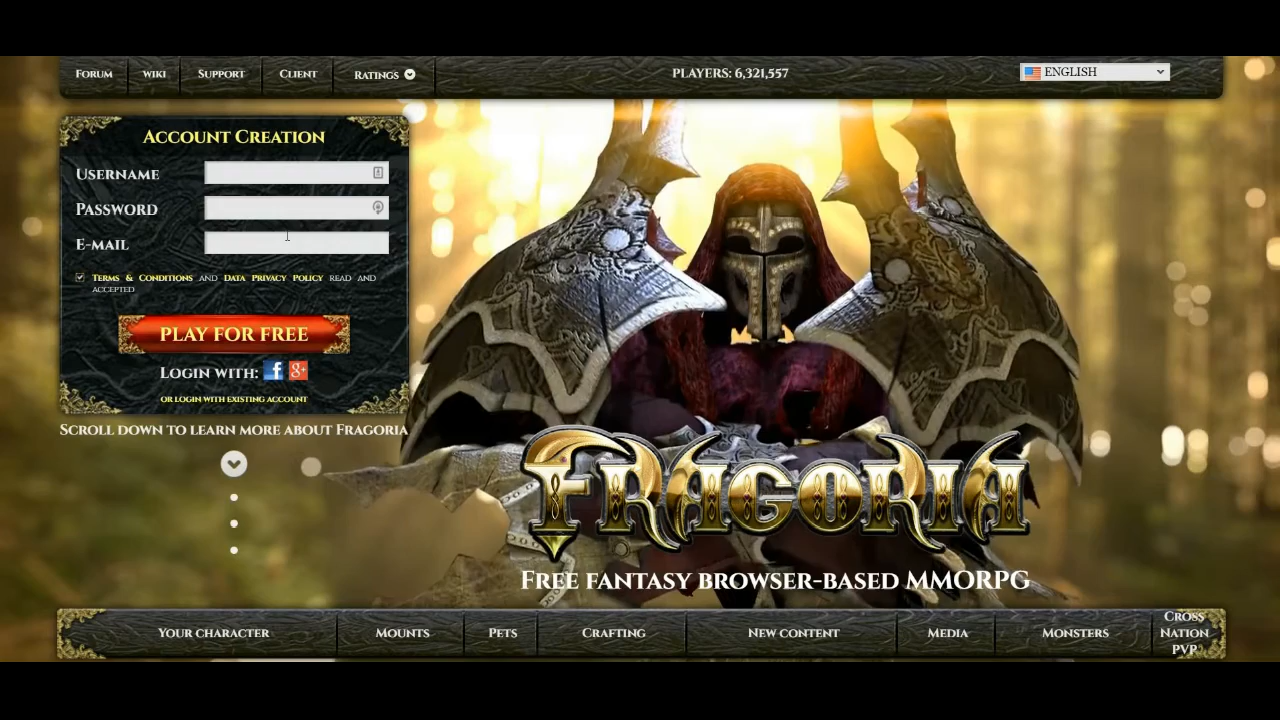 FORUM
WIKI
SUPPORT
CLIENT
RATINGS
PLAYERS: 6,321,557
ENGLISH
ACCOUNT CREATION
USERNAME
PASSWORD
E-MAIL
TERMS & CONDITIONS AND DATA PRIVACY POLICY READ AND
ACCEPTED
PLAY FOR FREE
LOGIN WITH: f g+
OR LOGIN WITH EXISTING ACCOUNT
SCROLL DOWN TO LEARN MORE ABOUT FRAGORIA
FRAGORIA
FREE FANTASY BROWSER-BASED MMORPG
YOUR CHARACTER
MOUNTS
PETS
CRAFTING
NEW CONTENT
MEDIA
MONSTERS
CROSS
NATION
PVP